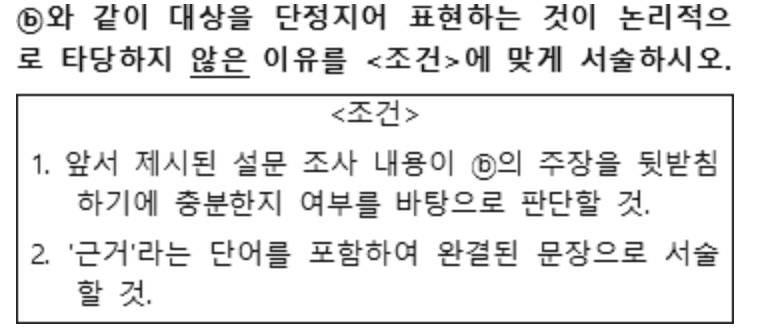 ⓑ와 같이 대상을 단정지어 표현하는 것이 논리적으
로 타당하지 않은 이유를 <조건>에 맞게 서술하시오.
<조건>
1. 앞서 제시된 설문 조사 내용이 ⓑ의 주장을 뒷받침
하기에 충분한지 여부를 바탕으로 판단할 것.
2. '근거'라는 단어를 포함하여 완결된 문장으로 서술
할 것.